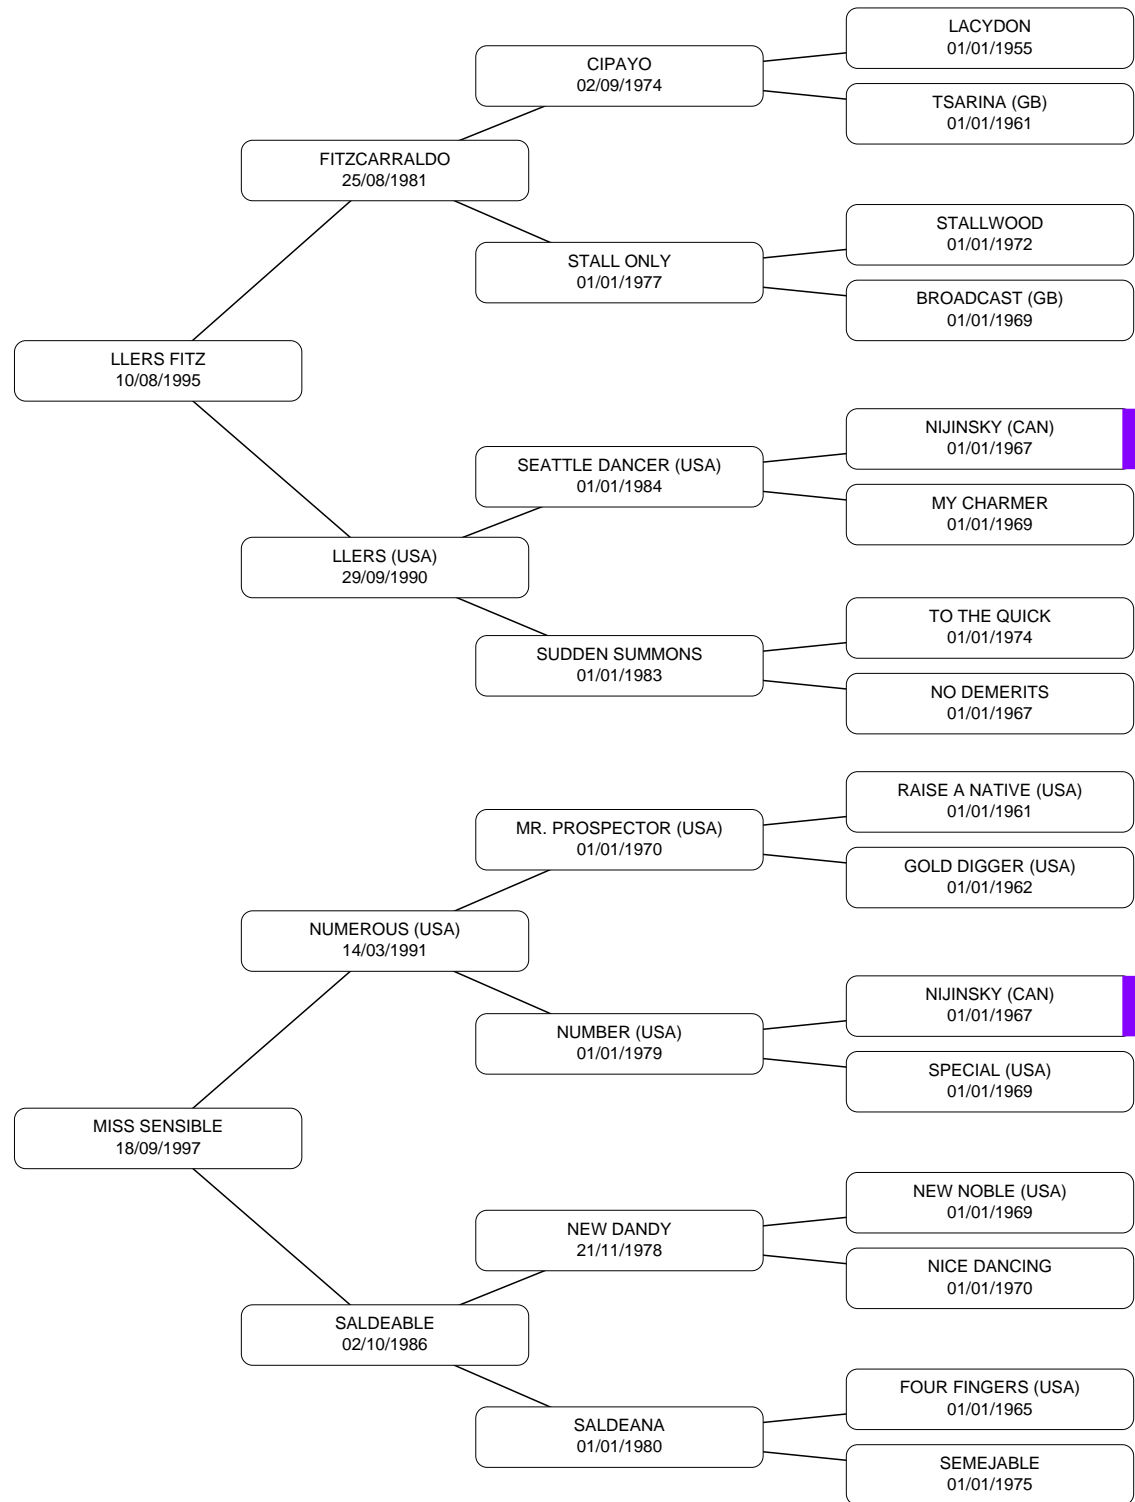 LACYDON
01/01/1955
CIPAYO
02/09/1974
TSARINA (GB)
01/01/1961
FITZCARRALDO
25/08/1981
STALLWOOD
01/01/1972
STALL ONLY
01/01/1977
BROADCAST (GB)
01/01/1969
LLERS FITZ
10/08/1995
NIJINSKY (CAN)
01/01/1967
SEATTLE DANCER (USA)
01/01/1984
MY CHARMER
01/01/1969
LLERS (USA)
29/09/1990
TO THE QUICK
01/01/1974
SUDDEN SUMMONS
01/01/1983
NO DEMERITS
01/01/1967
RAISE A NATIVE (USA)
01/01/1961
MR. PROSPECTOR (USA)
01/01/1970
GOLD DIGGER (USA)
01/01/1962
NUMEROUS (USA)
14/03/1991
NIJINSKY (CAN)
01/01/1967
NUMBER (USA)
01/01/1979
SPECIAL (USA)
01/01/1969
MISS SENSIBLE
18/09/1997
NEW NOBLE (USA)
01/01/1969
NEW DANDY
21/11/1978
NICE DANCING
01/01/1970
SALDEABLE
02/10/1986
FOUR FINGERS (USA)
01/01/1965
SALDEANA
01/01/1980
SEMEJABLE
01/01/1975